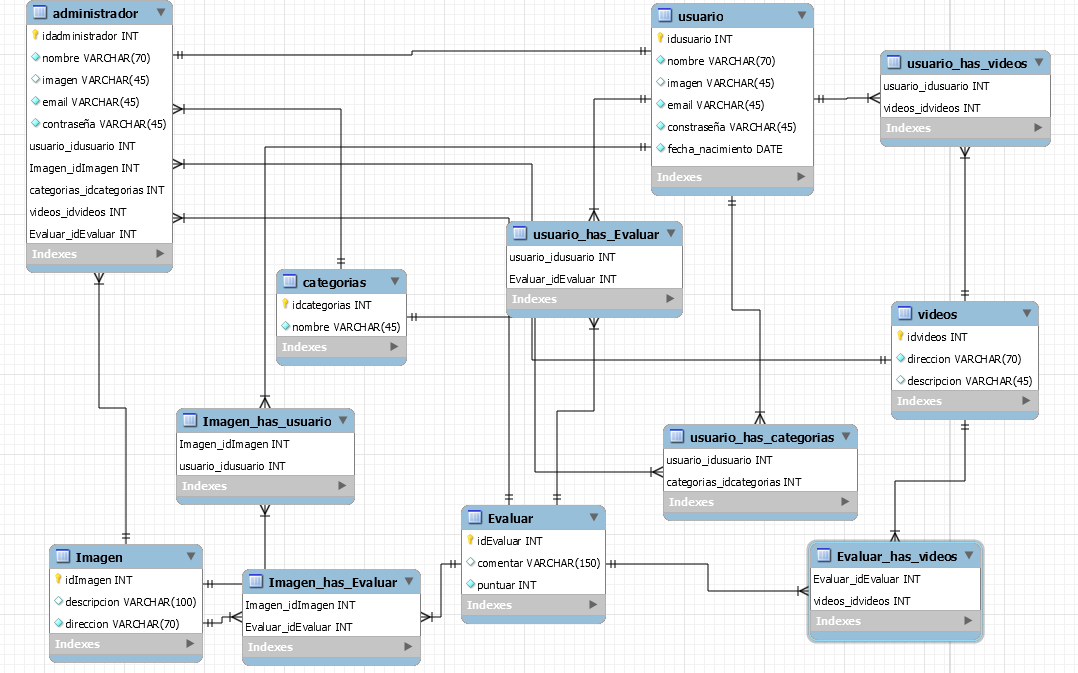 administrador
idadministrador INT
nombre VARCHAR(70)
imagen VARCHAR(45)
email VARCHAR(45)
contraseña VARCHAR(45)
usuario_idusuario INT
Imagen_idImagen INT
categorias_idcategorias INT
videos_idvideos INT
Evaluar_idEvaluar INT
Indexes
usuario
idusuario INT
nombre VARCHAR(70)
imagen VARCHAR(45)
email VARCHAR(45)
constraseña VARCHAR(45)
fecha_nacimiento DATE
Indexes
usuario_has_videos
usuario_idusuario INT
videos_idvideos INT
Indexes
usuario_has_Evaluar
usuario_idusuario INT
Evaluar_idEvaluar INT
Indexes
categorias
idcategorias INT
nombre VARCHAR(45)
Indexes
videos
idvideos INT
direccion VARCHAR(70)
descripcion VARCHAR(45)
Indexes
Imagen_has_usuario
Imagen_idImagen INT
usuario_idusuario INT
Indexes
usuario_has_categorias
usuario_idusuario INT
categorias_idcategorias INT
Indexes
Evaluar
idEvaluar INT
comentar VARCHAR(150)
puntuar INT
Indexes
Imagen
idImagen INT
descripcion VARCHAR(100)
direccion VARCHAR(70)
Indexes
Imagen_has_Evaluar
Imagen_idImagen INT
Evaluar_idEvaluar INT
Indexes
Evaluar_has_videos
Evaluar_idEvaluar INT
videos_idvideos INT
Indexes